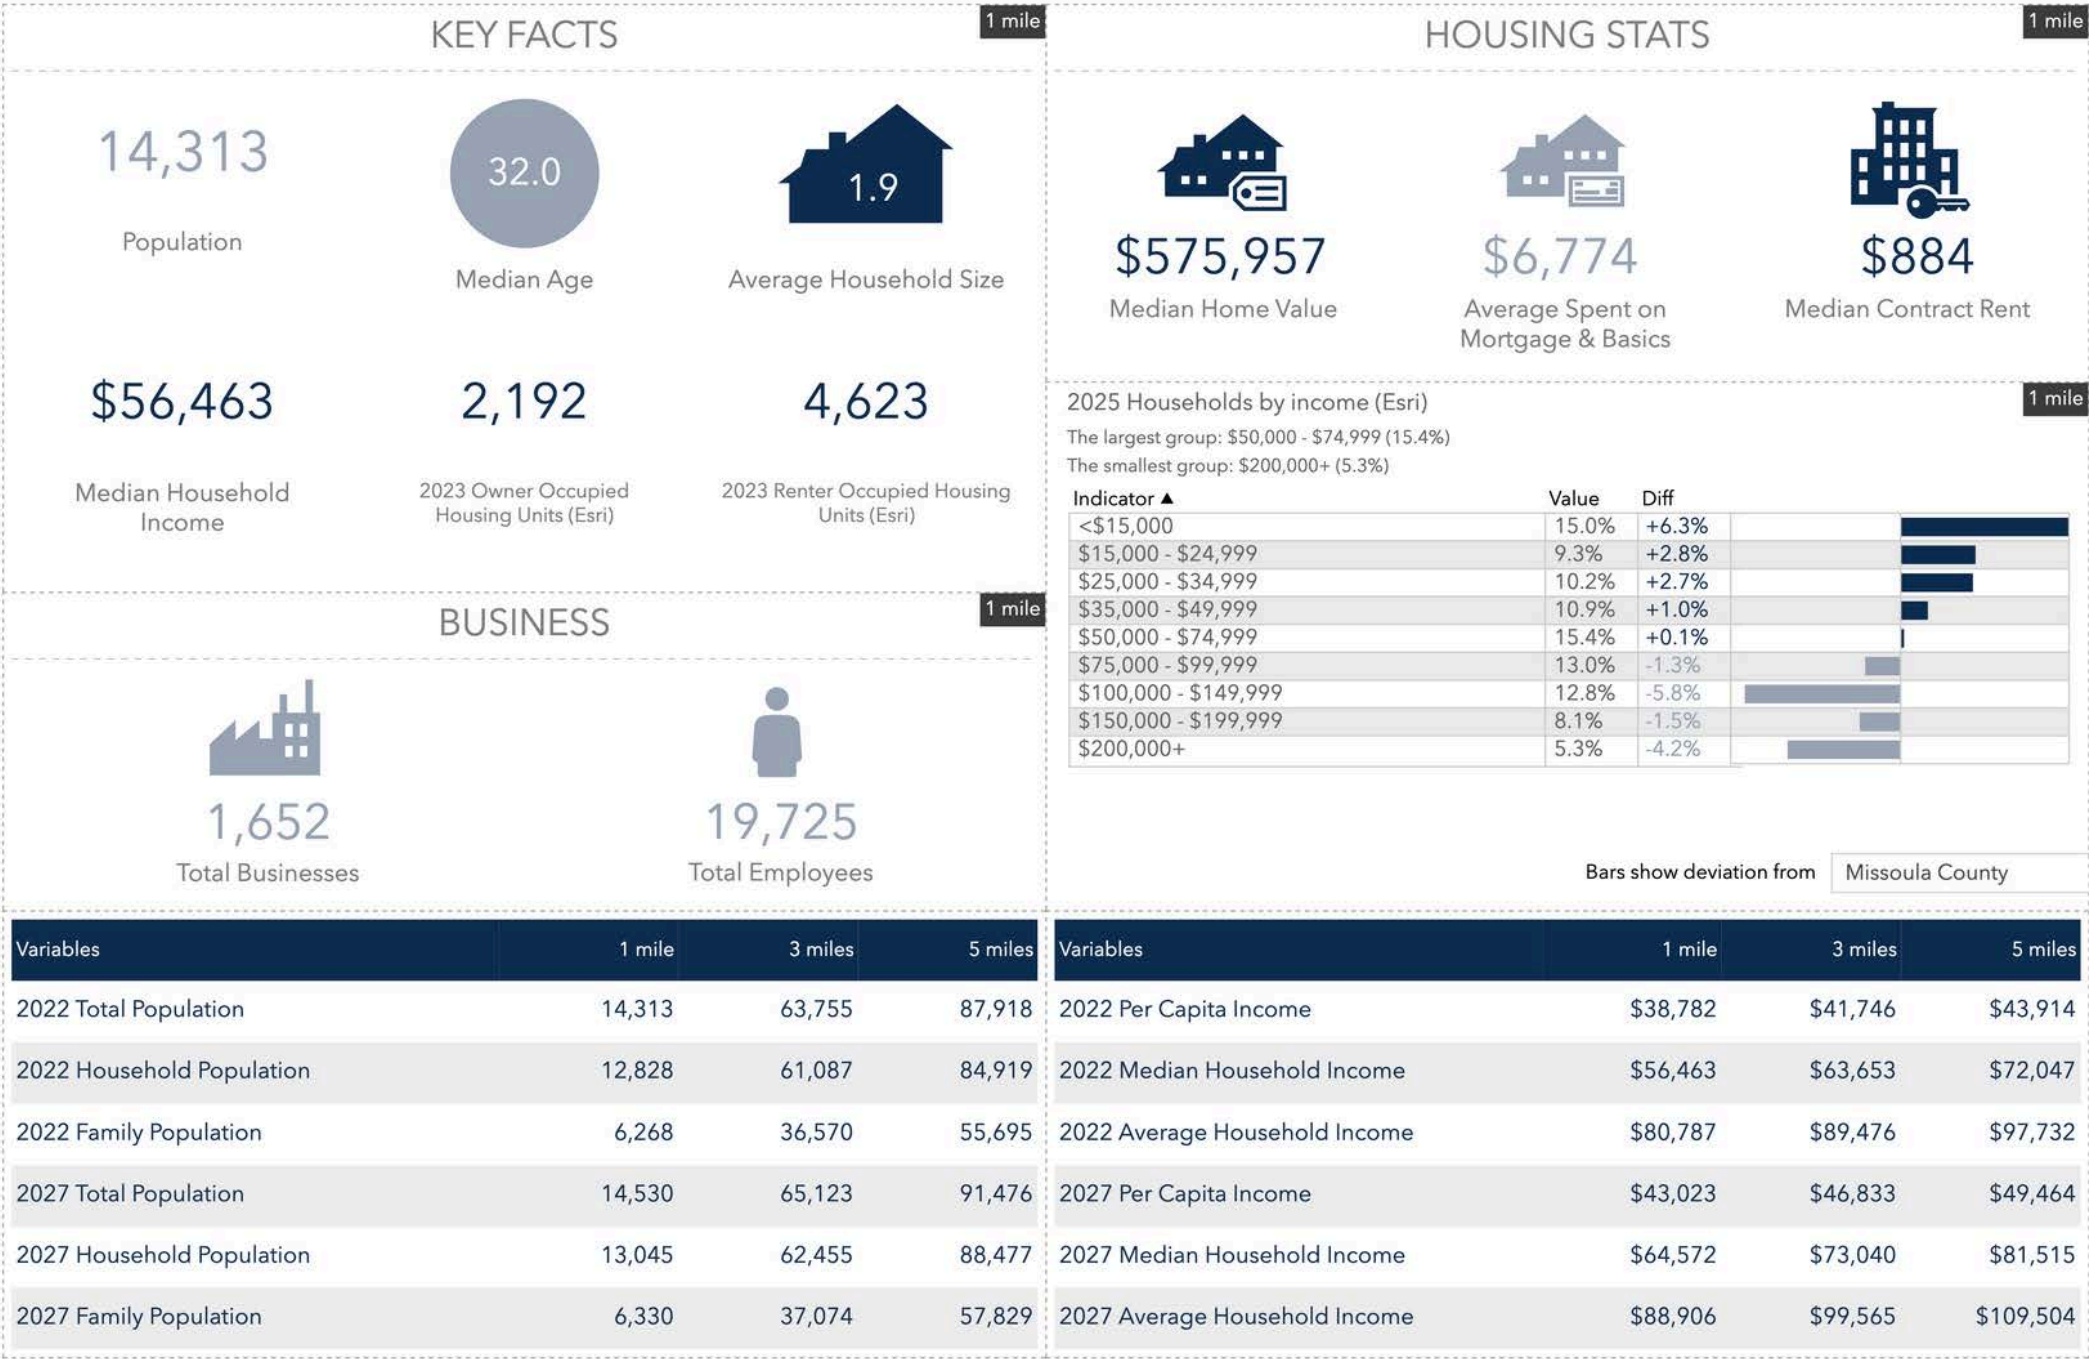 KEY FACTS
1 mile
14,313
Population
32.0
Median Age
1.9
Average Household Size
$56,463
Median Household
Income
2,192
2023 Owner Occupied
Housing Units (Esri)
4,623
2023 Renter Occupied Housing
Units (Esri)
HOUSING STATS
1 mile
$575,957
Median Home Value
$6,774
Average Spent on
Mortgage & Basics
$884
Median Contract Rent
2025 Households by income (Esri)
1 mile
The largest group: $50,000 - $74,999 (15.4%)
The smallest group: $200,000+ (5.3%)
Indicator ▲ Value Diff
<$15,000 15.0% +6.3%
$15,000 - $24,999 9.3% +2.8%
$25,000 - $34,999 10.2% +2.7%
$35,000 - $49,999 10.9% +1.0%
$50,000 - $74,999 15.4% +0.1%
$75,000 - $99,999 13.0% -1.3%
$100,000 - $149,999 12.8% -5.8%
$150,000 - $199,999 8.1% -1.5%
$200,000+ 5.3% -4.2%
Bars show deviation from Missoula County
BUSINESS
1 mile
1,652
Total Businesses
19,725
Total Employees
Variables 1 mile 3 miles 5 miles
2022 Total Population 14,313 63,755 87,918
2022 Household Population 12,828 61,087 84,919
2022 Family Population 6,268 36,570 55,695
2027 Total Population 14,530 65,123 91,476
2027 Household Population 13,045 62,455 88,477
2027 Family Population 6,330 37,074 57,829
Variables 1 mile 3 miles 5 miles
2022 Per Capita Income $38,782 $41,746 $43,914
2022 Median Household Income $56,463 $63,653 $72,047
2022 Average Household Income $80,787 $89,476 $97,732
2027 Per Capita Income $43,023 $46,833 $49,464
2027 Median Household Income $64,572 $73,040 $81,515
2027 Average Household Income $88,906 $99,565 $109,504